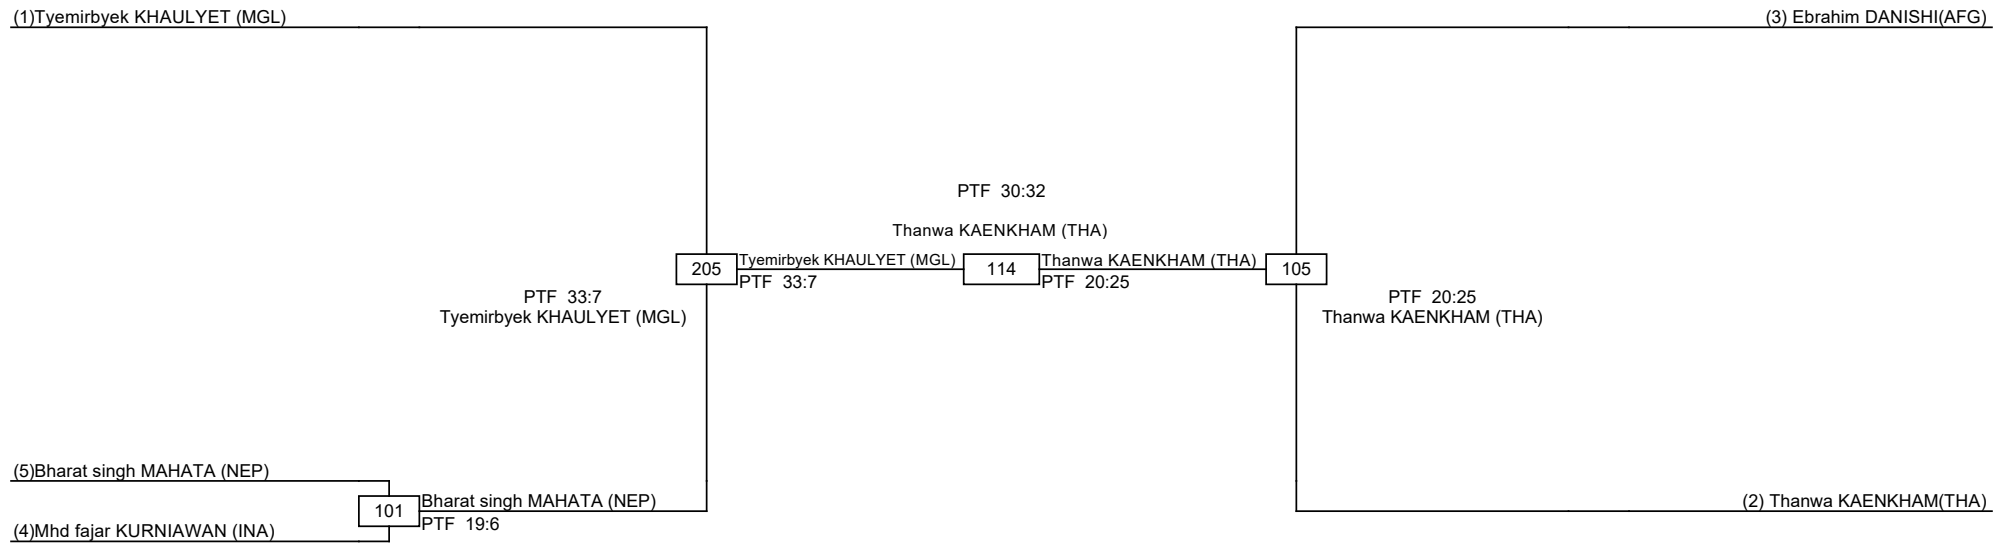 (1)Tyemirbyek KHAULYET (MGL)
(3) Ebrahim DANISHI(AFG)
PTF 30:32
Thanwa KAENKHAM (THA)
205
Tyemirbyek KHAULYET (MGL)
PTF 33:7
114
Thanwa KAENKHAM (THA)
PTF 20:25
105
PTF 33:7
Tyemirbyek KHAULYET (MGL)
PTF 20:25
Thanwa KAENKHAM (THA)
(5)Bharat singh MAHATA (NEP)
101
Bharat singh MAHATA (NEP)
PTF 19:6
(2) Thanwa KAENKHAM(THA)
(4)Mhd fajar KURNIAWAN (INA)